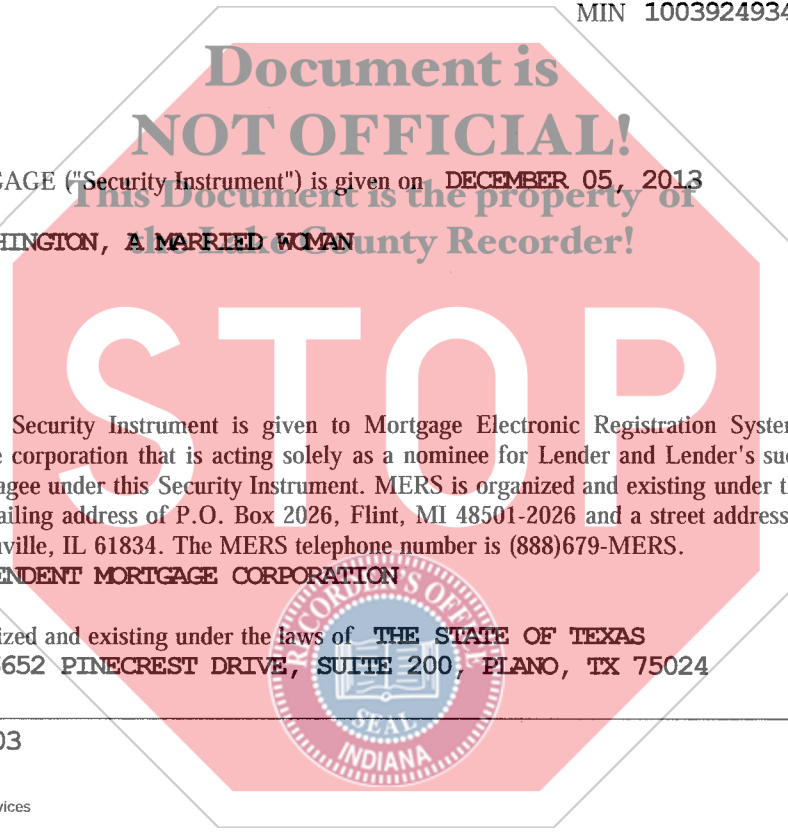 MIN 1003924934
Document is
NOT OFFICIAL!
GAGE ("Security Instrument") is given on DECEMBER 05, 2013
This Document is the property of
HINGTON, A MARRIED WOMAN
the Lake County Recorder!
STOP
Security Instrument is given to Mortgage Electronic Registration System
e corporation that is acting solely as a nominee for Lender and Lender's suc
agee under this Security Instrument. MERS is organized and existing under th
ailing address of P.O. Box 2026, Flint, MI 48501-2026 and a street address
ville, IL 61834. The MERS telephone number is (888)679-MERS.
ENDENT MORTGAGE CORPORATION
RECORDER'S OFFICE
ized and existing under the laws of THE STATE OF TEXAS
652 PINECREST DRIVE, SUITE 200, PLANO, TX 75024
SEAL
INDIANA
03
vices